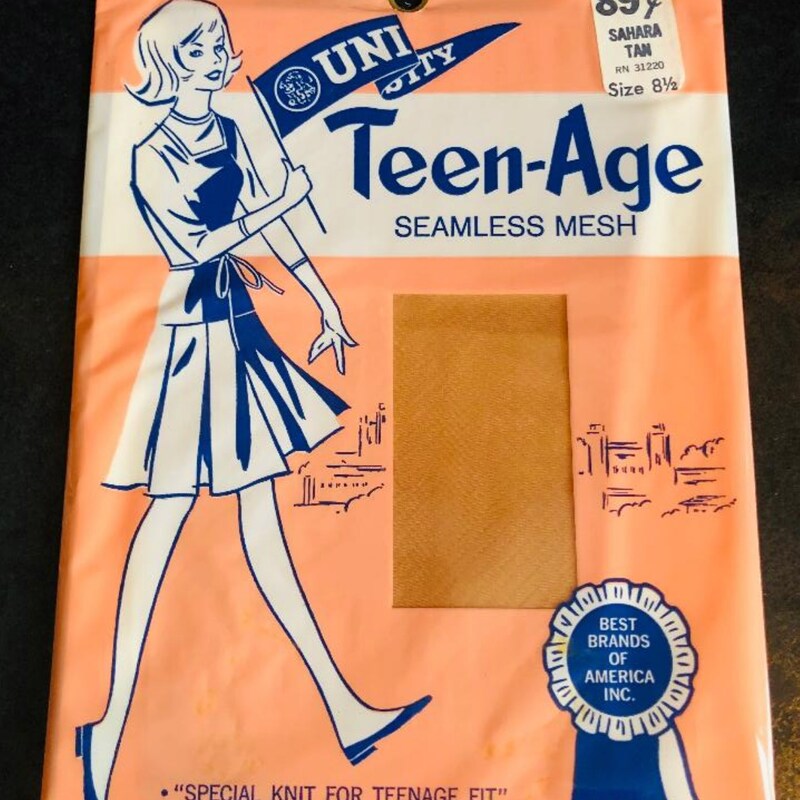 89¢
SAHARA
TAN
RN 31220
Size 8½
UNI
SITY
Teen-Age
SEAMLESS MESH
BEST
BRANDS
OF
AMERICA
INC.
• "SPECIAL KNIT FOR TEENAGE FIT"